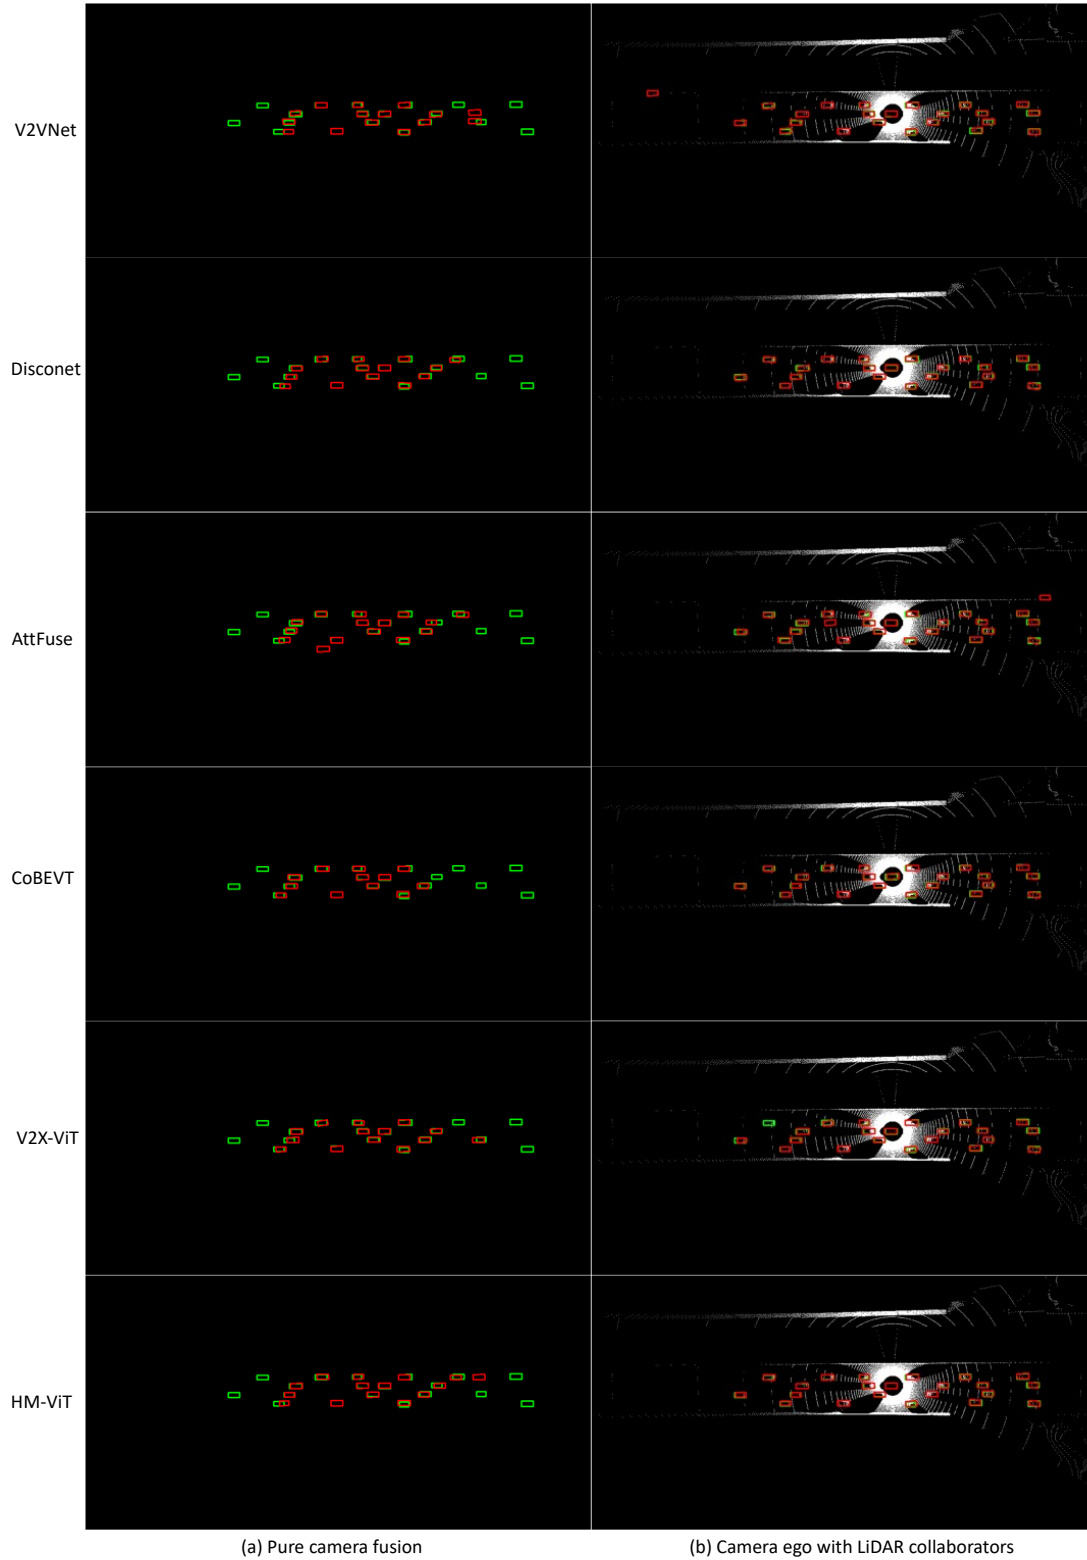 V2VNet
Disconet
AttFuse
CoBEVT
V2X-ViT
HM-ViT
(a) Pure camera fusion
(b) Camera ego with LiDAR collaborators